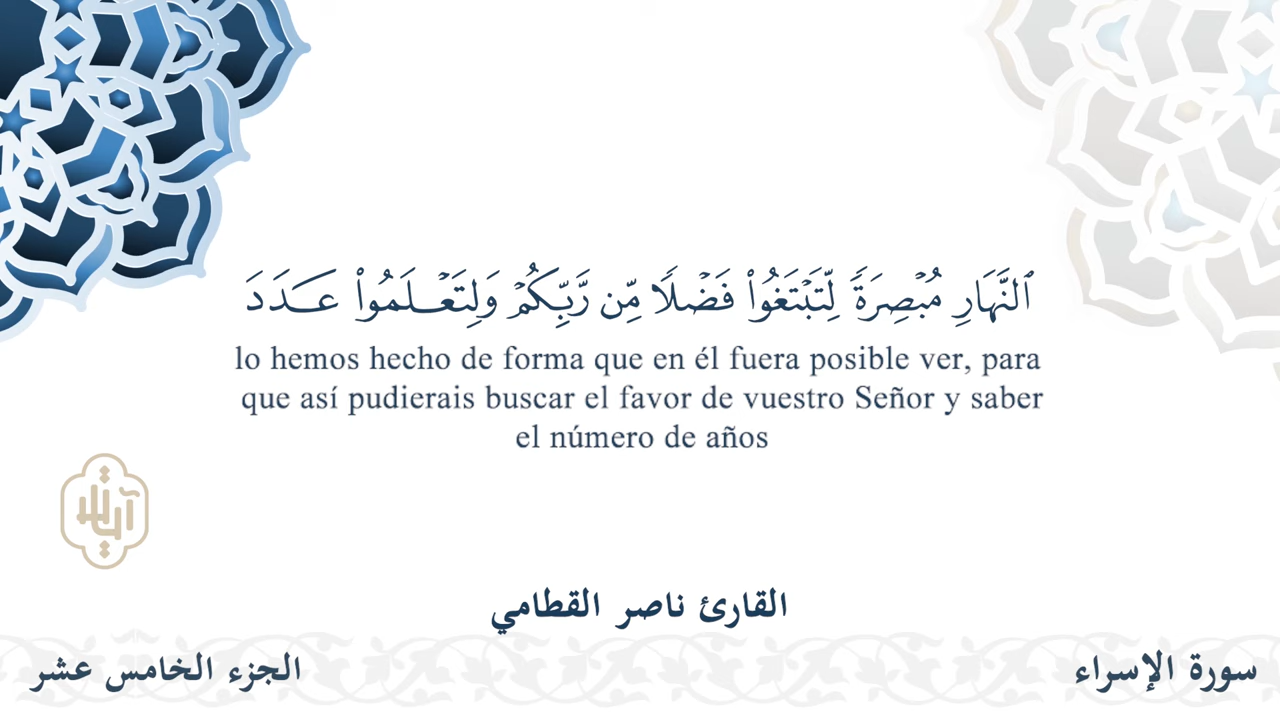 ٱلنَّهَارِ مُبۡصِرَةٗ لِّتَبۡتَغُواْ فَضۡلٗا مِّن رَّبِّكُمۡ وَلِتَعۡلَمُواْ عَدَدَ
lo hemos hecho de forma que en él fuera posible ver, para
que así pudierais buscar el favor de vuestro Señor y saber
el número de años
آيات
القارئ ناصر القطامي
سورة الإسراء
الجزء الخامس عشر